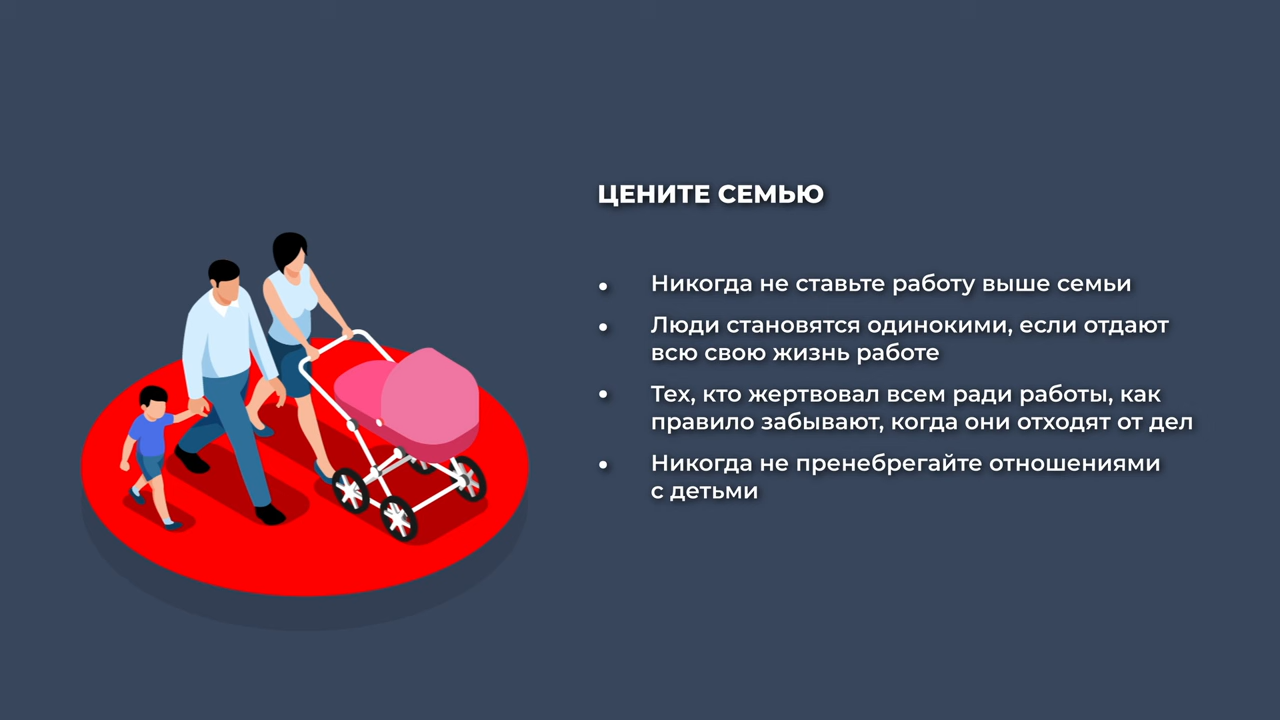 ЦЕНИТЕ СЕМЬЮ
• Никогда не ставьте работу выше семьи
• Люди становятся одинокими, если отдают
всю свою жизнь работе
• Тех, кто жертвовал всем ради работы, как
правило забывают, когда они отходят от дел
• Никогда не пренебрегайте отношениями
с детьми